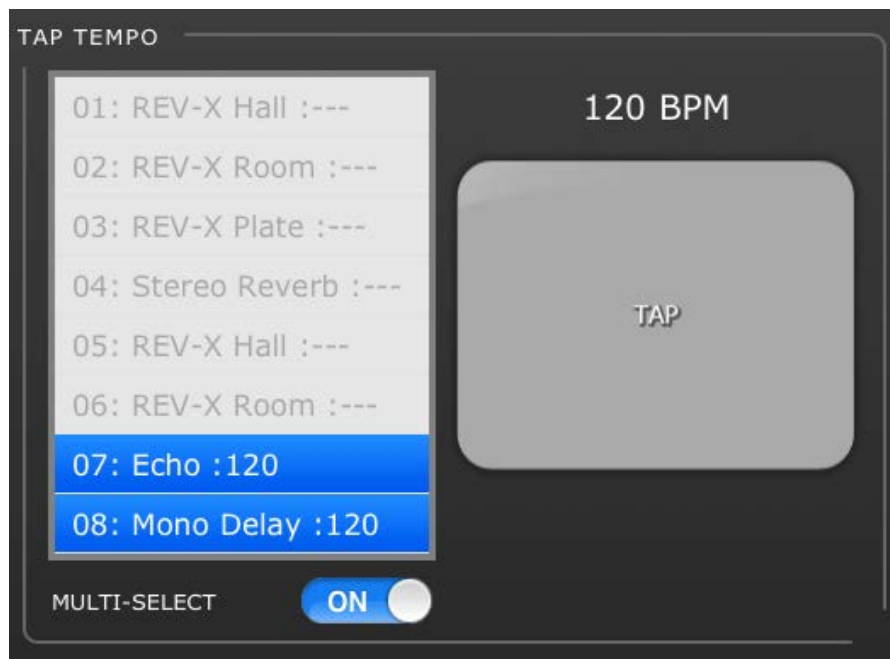 TAP TEMPO
01: REV-X Hall :---
02: REV-X Room :---
03: REV-X Plate :---
04: Stereo Reverb :---
05: REV-X Hall :---
06: REV-X Room :---
07: Echo :120
08: Mono Delay :120
MULTI-SELECT
ON
120 BPM
TAP